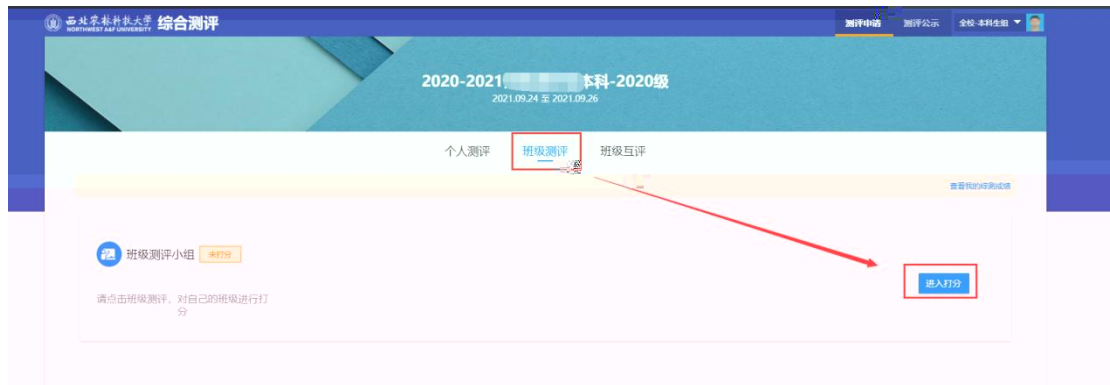 西北农林科技大学 综合测评
NORTHWEST A&F UNIVERSITY
测评申请 测评公示 全校-本科生组
2020-2021 本科-2020级
2021.09.24 至 2021.09.26
个人测评 班级测评 班级互评
查看我的综测成绩
班级测评小组 未打分
进入打分
请点击班级测评，对自己的班级进行打
分